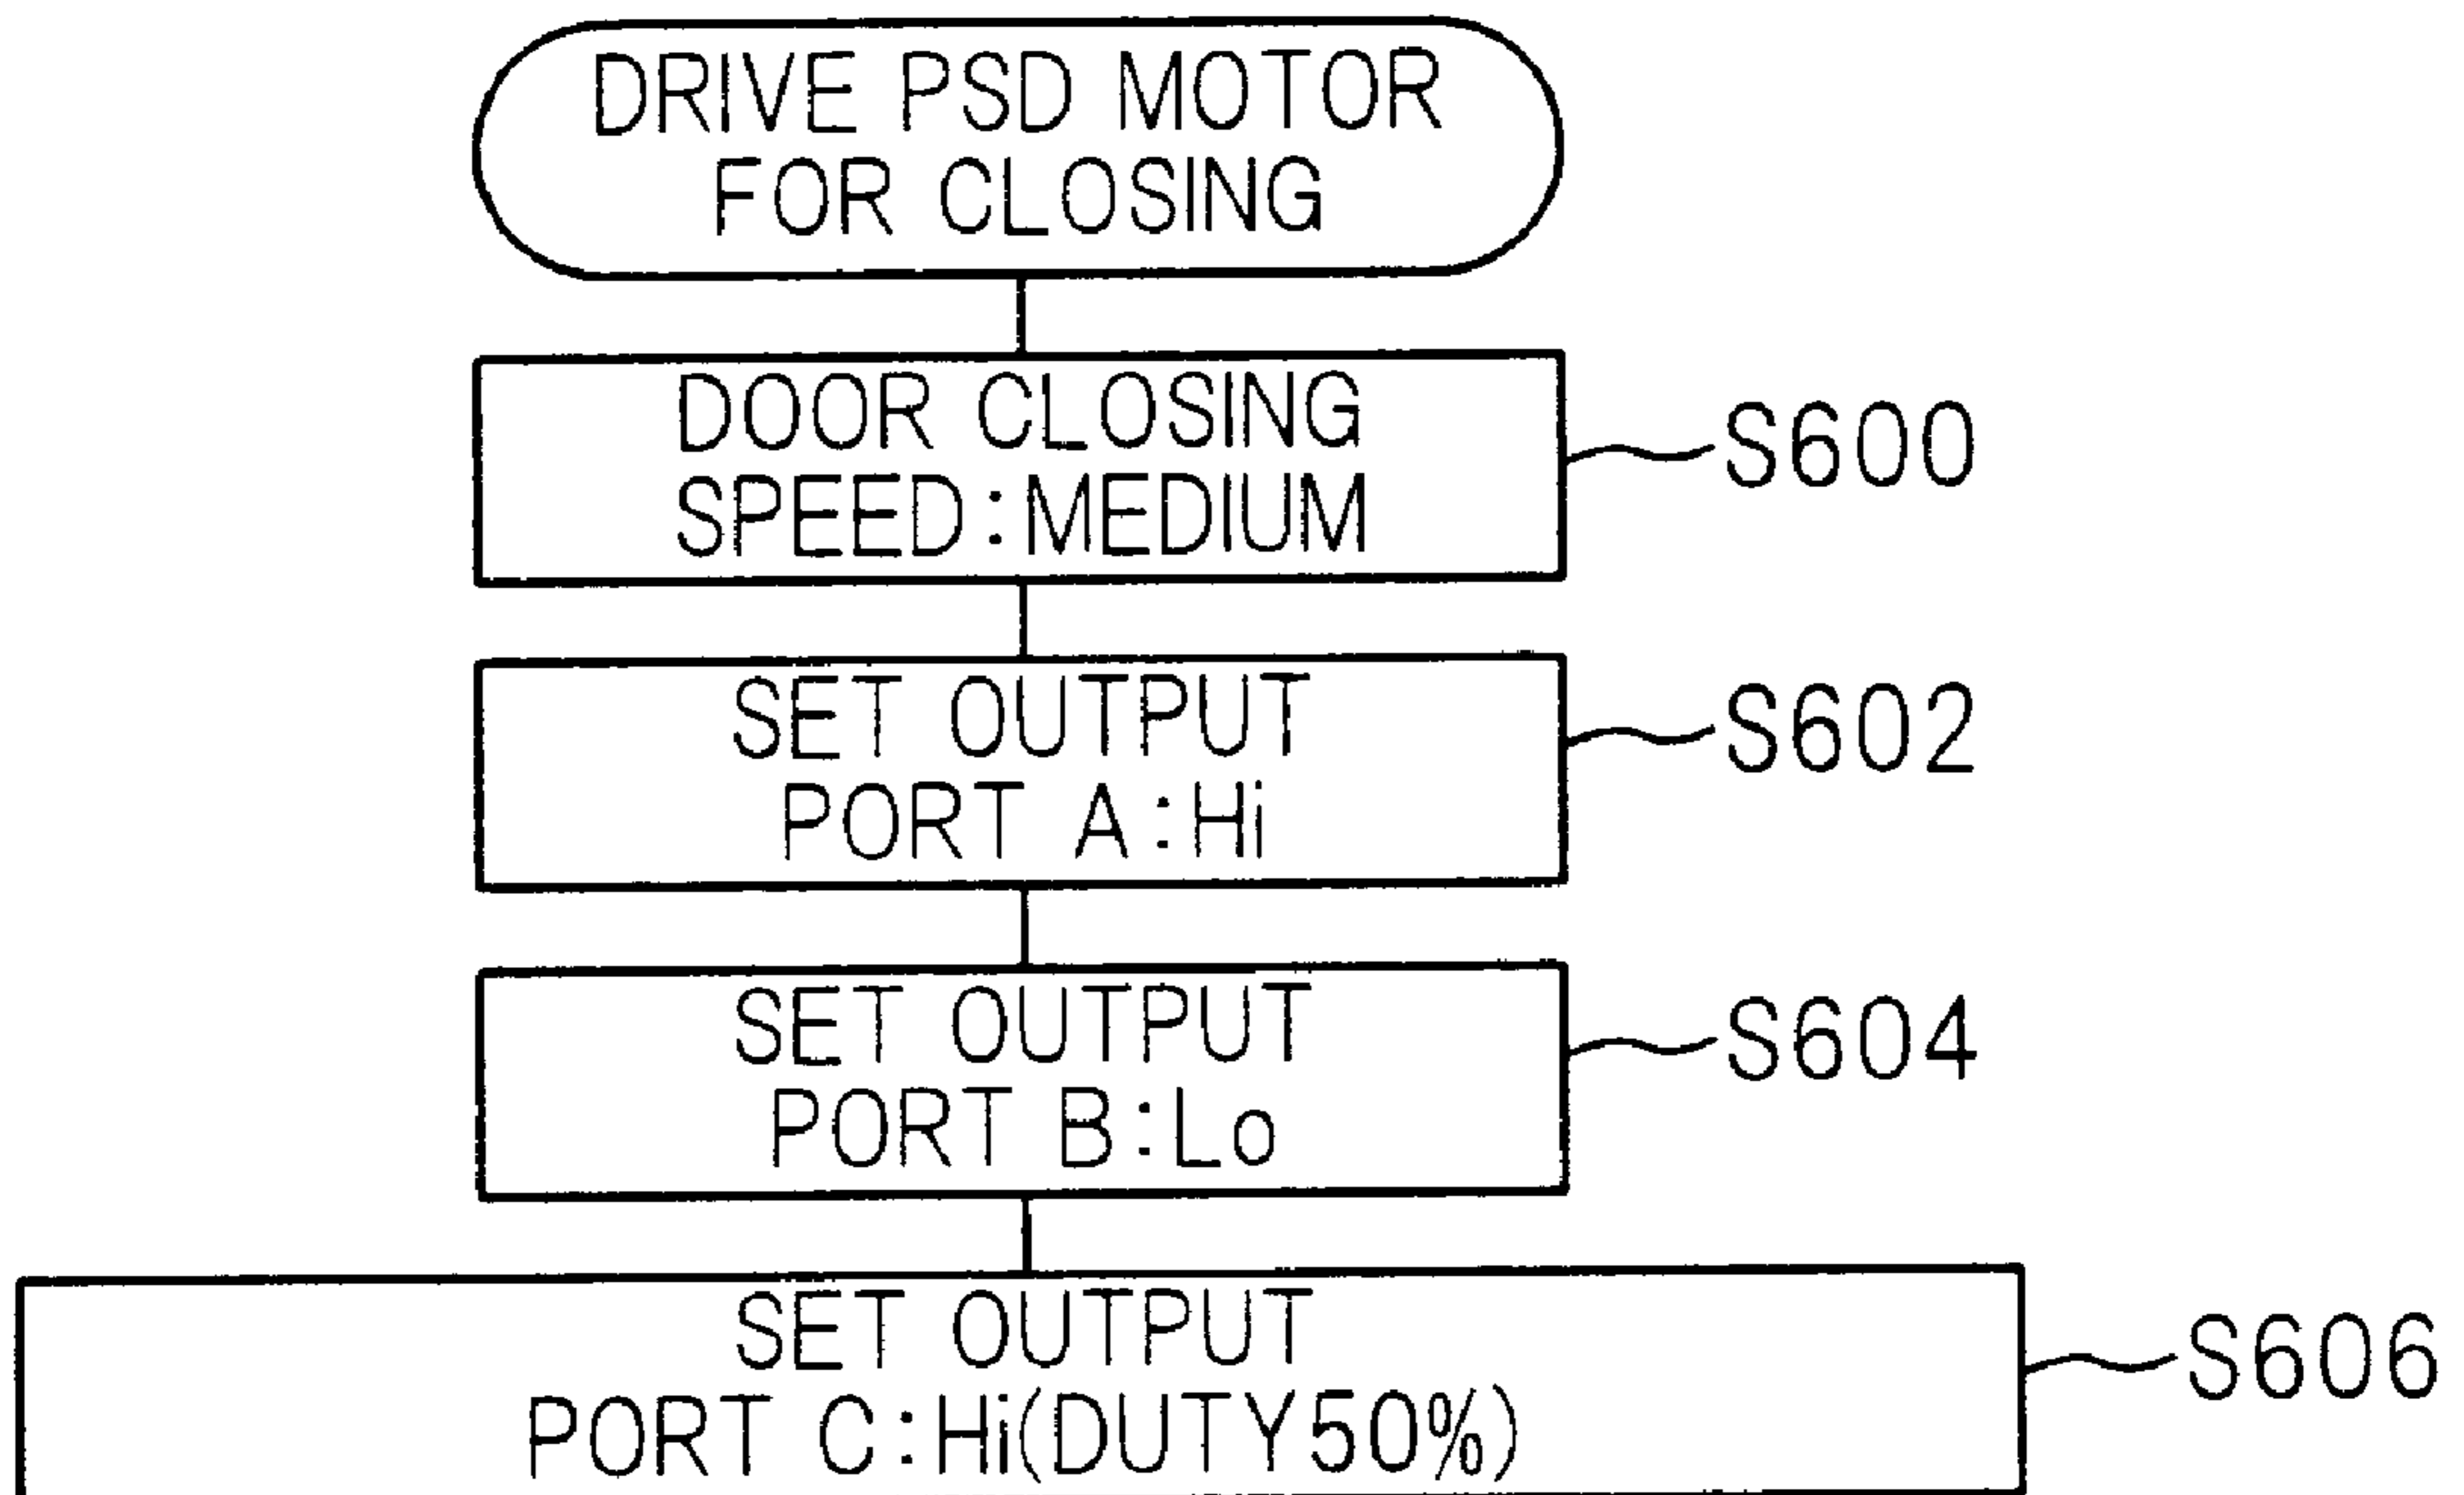 DRIVE PSD MOTOR
FOR CLOSING
DOOR CLOSING
SPEED:MEDIUM
S600
SET OUTPUT
PORT A:Hi
S602
SET OUTPUT
PORT B:Lo
S604
SET OUTPUT
PORT C:Hi(DUTY50%)
S606